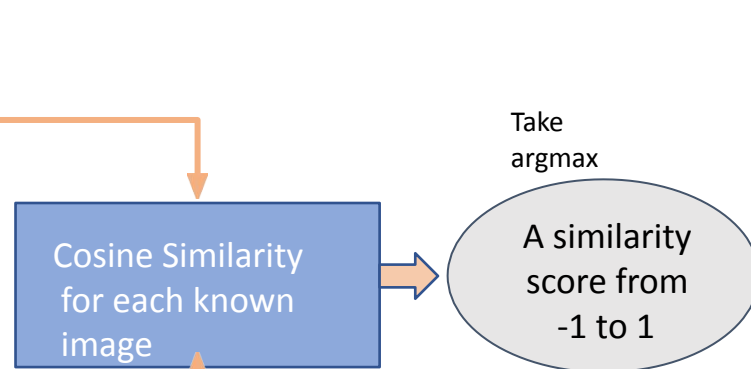 Take
argmax
Cosine Similarity
for each known
image
A similarity
score from
-1 to 1